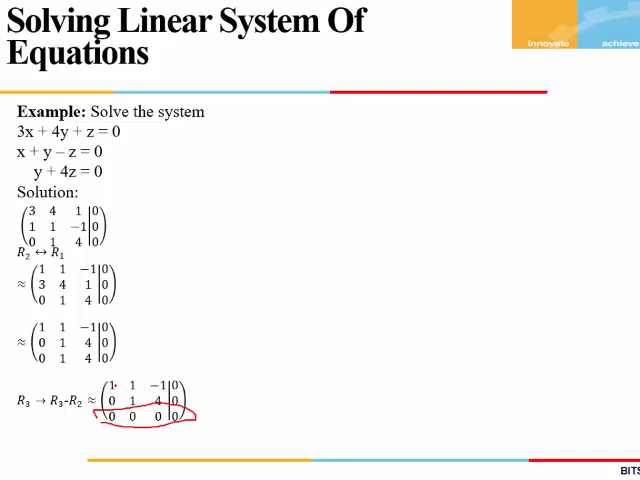 Solving Linear System Of
Equations
innovate achieve
Example: Solve the system
3x + 4y + z = 0
x + y – z = 0
y + 4z = 0
Solution:
3 4 1 |0
1 1 −1 |0
0 1 4 |0
R₂ ↔ R₁
≈ 1 1 −1 |0
3 4 1 |0
0 1 4 |0
≈ 1 1 −1 |0
0 1 4 |0
0 1 4 |0
R₃ → R₃-R₂ ≈ 1 1 −1 |0
0 1 4 |0
0 0 0 |0
BITS